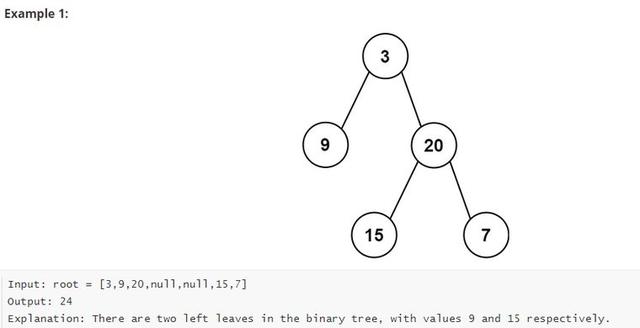 Example 1:
3
9
20
15
7
Input: root = [3,9,20,null,null,15,7]
Output: 24
Explanation: There are two left leaves in the binary tree, with values 9 and 15 respectively.